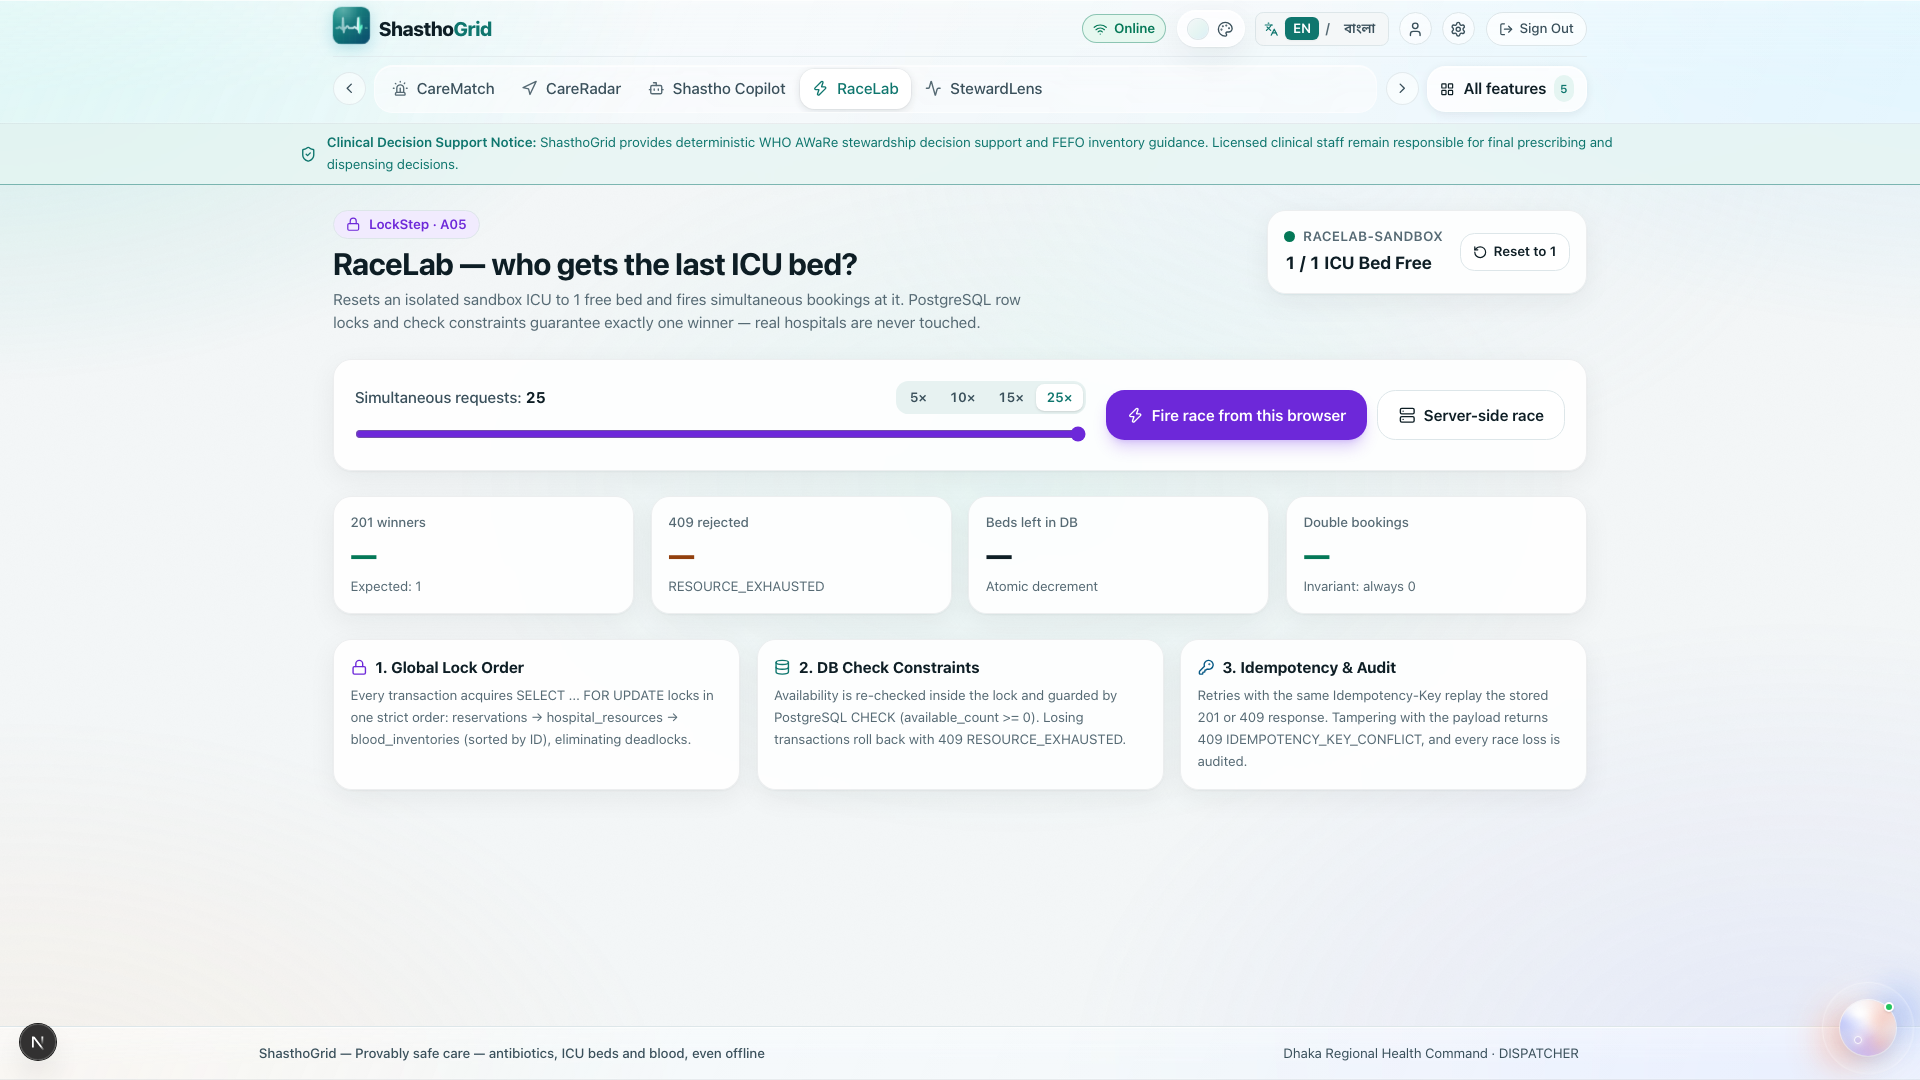 ShasthoGrid
Online
EN / বাংলা
Sign Out
CareMatch
CareRadar
Shastho Copilot
RaceLab
StewardLens
All features 5
Clinical Decision Support Notice: ShasthoGrid provides deterministic WHO AWaRe stewardship decision support and FEFO inventory guidance. Licensed clinical staff remain responsible for final prescribing and
dispensing decisions.
LockStep · A05
RaceLab — who gets the last ICU bed?
Resets an isolated sandbox ICU to 1 free bed and fires simultaneous bookings at it. PostgreSQL row
locks and check constraints guarantee exactly one winner — real hospitals are never touched.
RACELAB-SANDBOX
1 / 1 ICU Bed Free
Reset to 1
Simultaneous requests: 25
5× 10× 15× 25×
Fire race from this browser
Server-side race
201 winners
—
Expected: 1
409 rejected
—
RESOURCE_EXHAUSTED
Beds left in DB
—
Atomic decrement
Double bookings
—
Invariant: always 0
1. Global Lock Order
Every transaction acquires SELECT ... FOR UPDATE locks in
one strict order: reservations → hospital_resources →
blood_inventories (sorted by ID), eliminating deadlocks.
2. DB Check Constraints
Availability is re-checked inside the lock and guarded by
PostgreSQL CHECK (available_count >= 0). Losing
transactions roll back with 409 RESOURCE_EXHAUSTED.
3. Idempotency & Audit
Retries with the same Idempotency-Key replay the stored
201 or 409 response. Tampering with the payload returns
409 IDEMPOTENCY_KEY_CONFLICT, and every race loss is
audited.
N
ShasthoGrid — Provably safe care — antibiotics, ICU beds and blood, even offline
Dhaka Regional Health Command · DISPATCHER